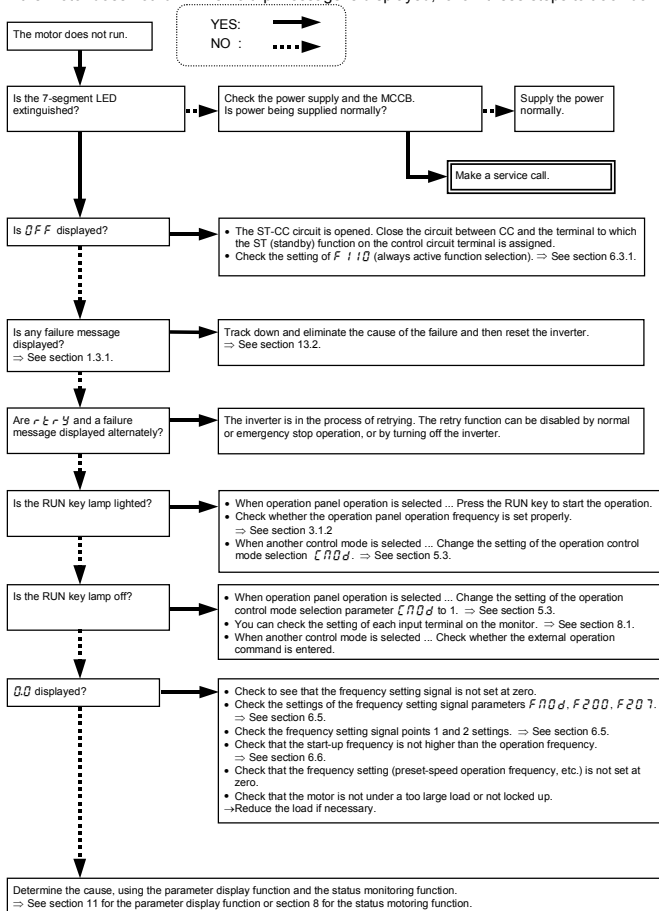 YES:
NO :
The motor does not run.
Is the 7-segment LED
extinguished?
Check the power supply and the MCCB.
Is power being supplied normally?
Supply the power
normally.
Make a service call.
Is OFF displayed?
• The ST-CC circuit is opened. Close the circuit between CC and the terminal to which
the ST (standby) function on the control circuit terminal is assigned.
• Check the setting of F110 (always active function selection). ⇒ See section 6.3.1.
Is any failure message
displayed?
⇒ See section 1.3.1.
Track down and eliminate the cause of the failure and then reset the inverter.
⇒ See section 13.2.
Are rtrY and a failure
message displayed alternately?
The inverter is in the process of retrying. The retry function can be disabled by normal
or emergency stop operation, or by turning off the inverter.
Is the RUN key lamp lighted?
• When operation panel operation is selected ... Press the RUN key to start the operation.
• Check whether the operation panel operation frequency is set properly.
⇒ See section 3.1.2
• When another control mode is selected ... Change the setting of the operation control
mode selection CMOd. ⇒ See section 5.3.
Is the RUN key lamp off?
• When operation panel operation is selected ... Change the setting of the operation
control mode selection parameter CMOd to 1. ⇒ See section 5.3.
• You can check the setting of each input terminal on the monitor. ⇒ See section 8.1.
• When another control mode is selected ... Check whether the external operation
command is entered.
0.0 displayed?
• Check to see that the frequency setting signal is not set at zero.
• Check the settings of the frequency setting signal parameters FMOd, F200, F207.
⇒ See section 6.5.
• Check the frequency setting signal points 1 and 2 settings. ⇒ See section 6.5.
• Check that the start-up frequency is not higher than the operation frequency.
⇒ See section 6.6.
• Check that the frequency setting (preset-speed operation frequency, etc.) is not set at
zero.
• Check that the motor is not under a too large load or not locked up.
→Reduce the load if necessary.
Determine the cause, using the parameter display function and the status monitoring function.
⇒ See section 11 for the parameter display function or section 8 for the status motoring function.